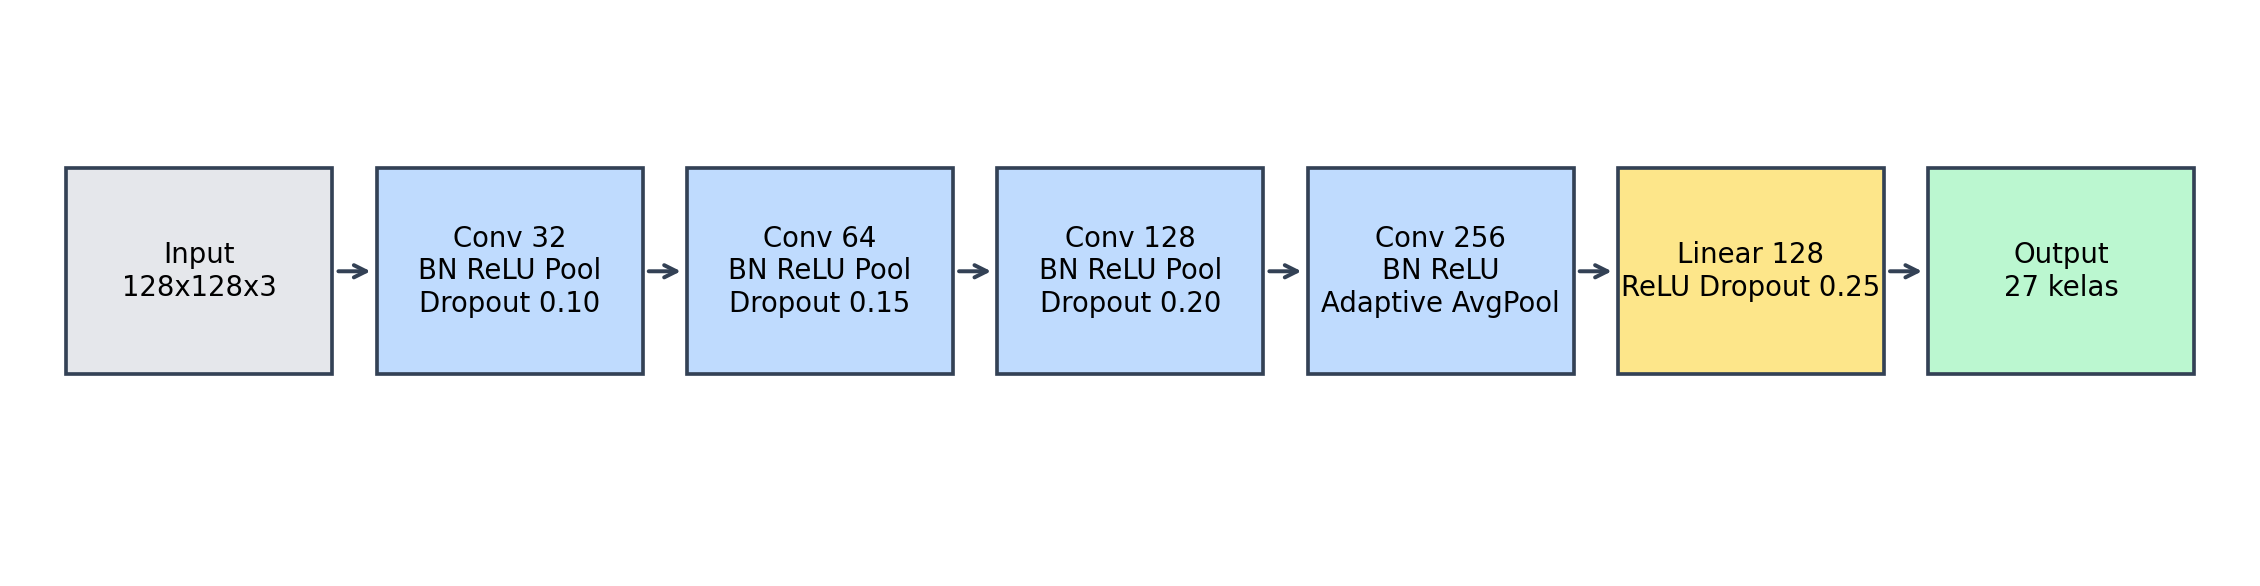 Input
128x128x3
Conv 32
BN ReLU Pool
Dropout 0.10
Conv 64
BN ReLU Pool
Dropout 0.15
Conv 128
BN ReLU Pool
Dropout 0.20
Conv 256
BN ReLU
Adaptive AvgPool
Linear 128
ReLU Dropout 0.25
Output
27 kelas